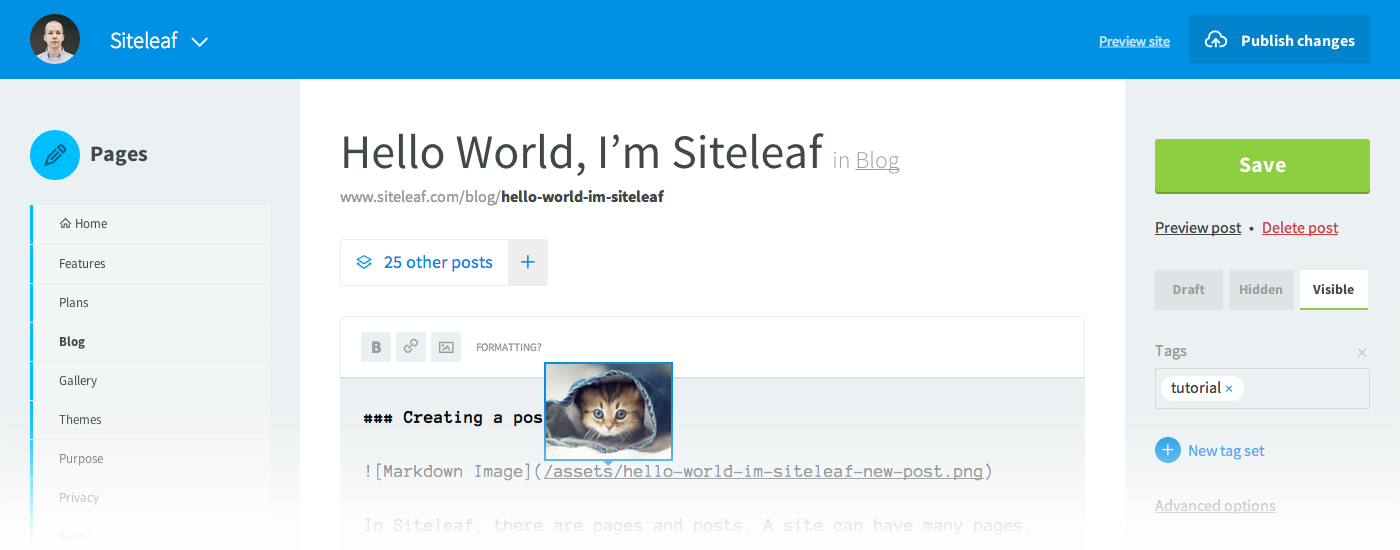 Siteleaf
Preview site
Publish changes
Pages
Home
Features
Plans
Blog
Gallery
Themes
Purpose
Privacy
Terms
Hello World, I’m Siteleaf in Blog
www.siteleaf.com/blog/hello-world-im-siteleaf
25 other posts
+
B
FORMATTING?
### Creating a pos
![Markdown Image](/assets/hello-world-im-siteleaf-new-post.png)
In Siteleaf, there are pages and posts. A site can have many pages.
Save
Preview post • Delete post
Draft Hidden Visible
Tags ×
tutorial ×
+ New tag set
Advanced options